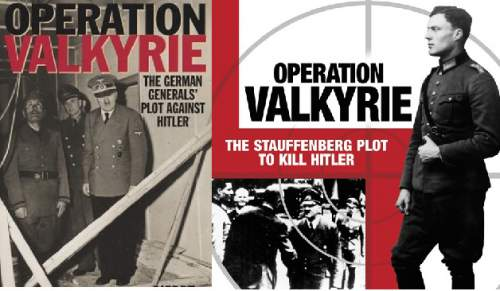 OPERATION
VALKYRIE
THE GERMAN
GENERALS'
PLOT AGAINST
HITLER
OPERATION
VALKYRIE
THE STAUFFENBERG PLOT
TO KILL HITLER